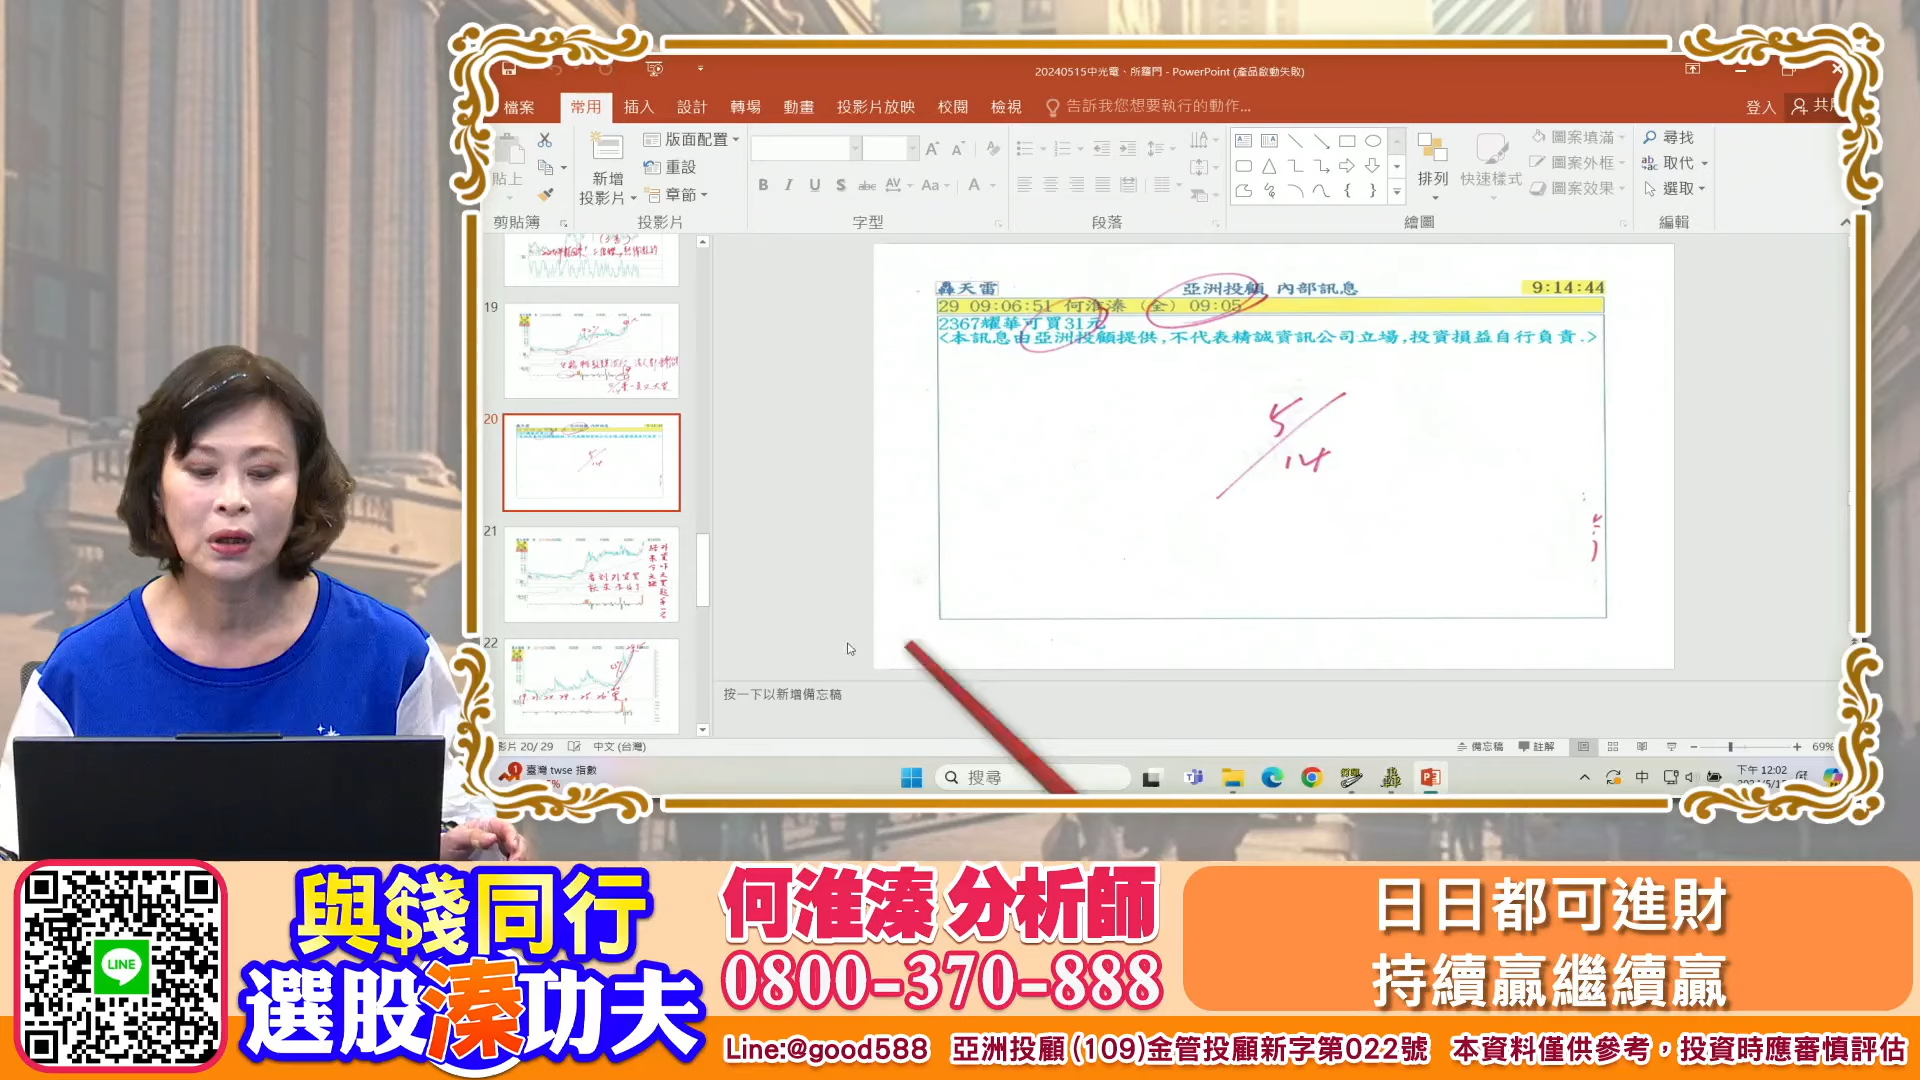 20240515中光電、所羅門 - PowerPoint (產品啟動失敗)
檔案 常用 插入 設計 轉場 動畫 投影片放映 校閱 檢視 告訴我您想要執行的動作... 登入
貼上 新增 投影片 版面配置 重設 章節
B I U S abc AV Aa A
排列 快速樣式 圖案填滿 圖案外框 圖案效果
尋找 取代 選取
剪貼簿 投影片 字型 段落 繪圖 編輯
19
20
21
22
轟天雷 亞洲投顧 內部訊息 9:14:44
29 09:06:51 何淮溱 (全) 09:05
2367耀華可買31元
<本訊息由亞洲投顧提供,不代表精誠資訊公司立場,投資損益自行負責.>
5/14
按一下以新增備忘稿
影片 20/ 29 中文 (台灣) 備忘稿 註解 69%
臺灣 twse 指數
搜尋
中
下午 12:02
LINE
與錢同行
選股溱功夫
何淮溱 分析師
0800-370-888
日日都可進財
持續贏繼續贏
Line:@good588 亞洲投顧 (109)金管投顧新字第022號 本資料僅供參考，投資時應審慎評估